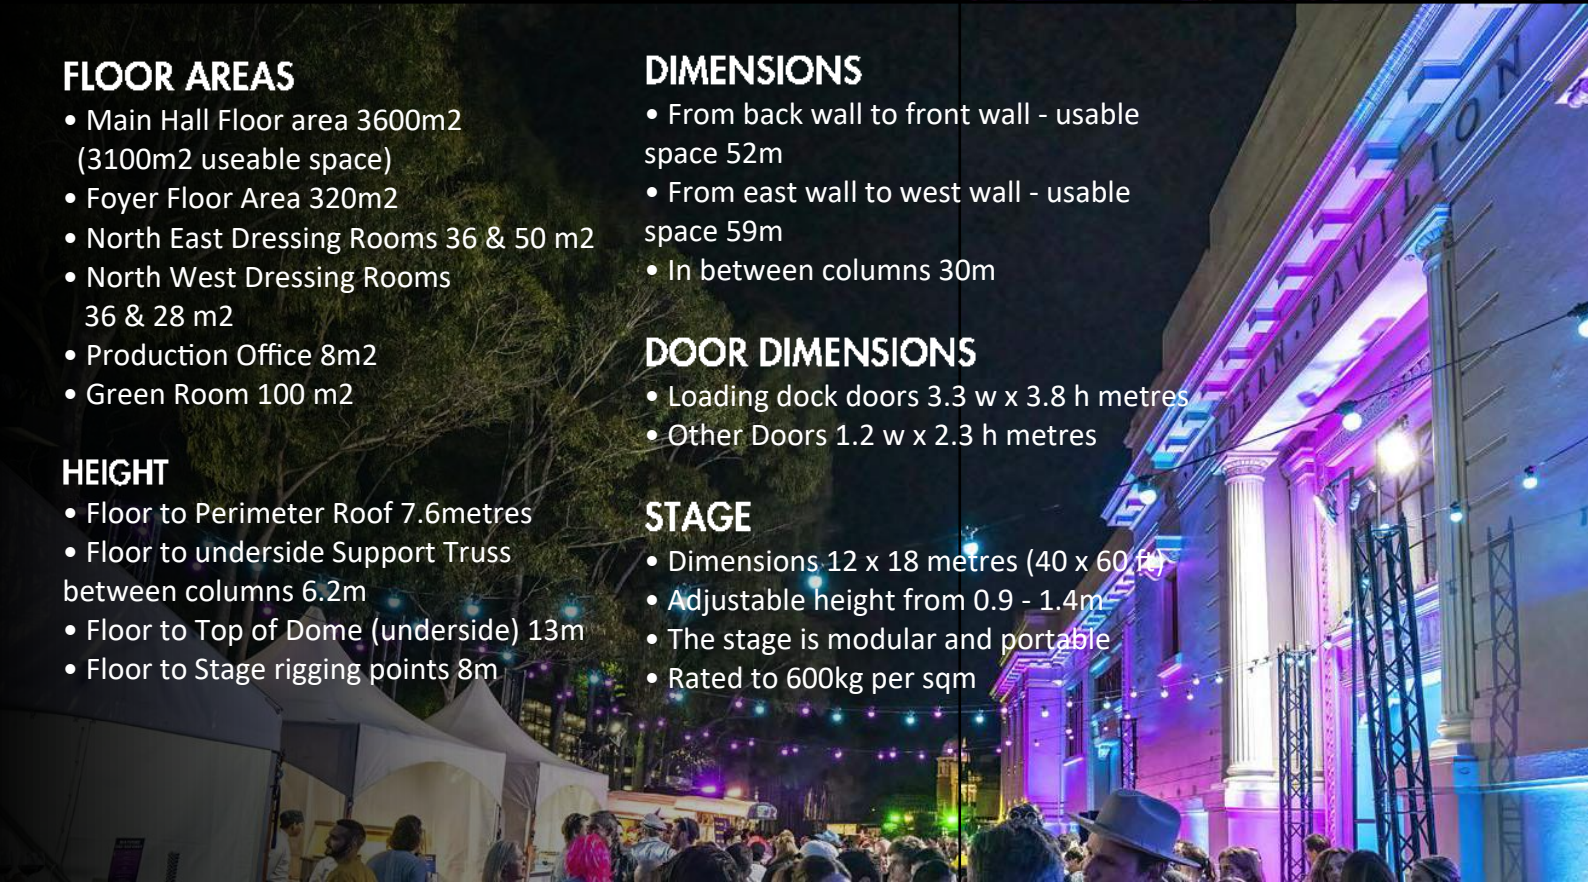 FLOOR AREAS
• Main Hall Floor area 3600m2
(3100m2 useable space)
• Foyer Floor Area 320m2
• North East Dressing Rooms 36 & 50 m2
• North West Dressing Rooms
36 & 28 m2
• Production Office 8m2
• Green Room 100 m2
HEIGHT
• Floor to Perimeter Roof 7.6metres
• Floor to underside Support Truss
between columns 6.2m
• Floor to Top of Dome (underside) 13m
• Floor to Stage rigging points 8m
DIMENSIONS
• From back wall to front wall - usable
space 52m
• From east wall to west wall - usable
space 59m
• In between columns 30m
DOOR DIMENSIONS
• Loading dock doors 3.3 w x 3.8 h metres
• Other Doors 1.2 w x 2.3 h metres
STAGE
• Dimensions 12 x 18 metres (40 x 60 ft)
• Adjustable height from 0.9 - 1.4m
• The stage is modular and portable
• Rated to 600kg per sqm
PAVILION